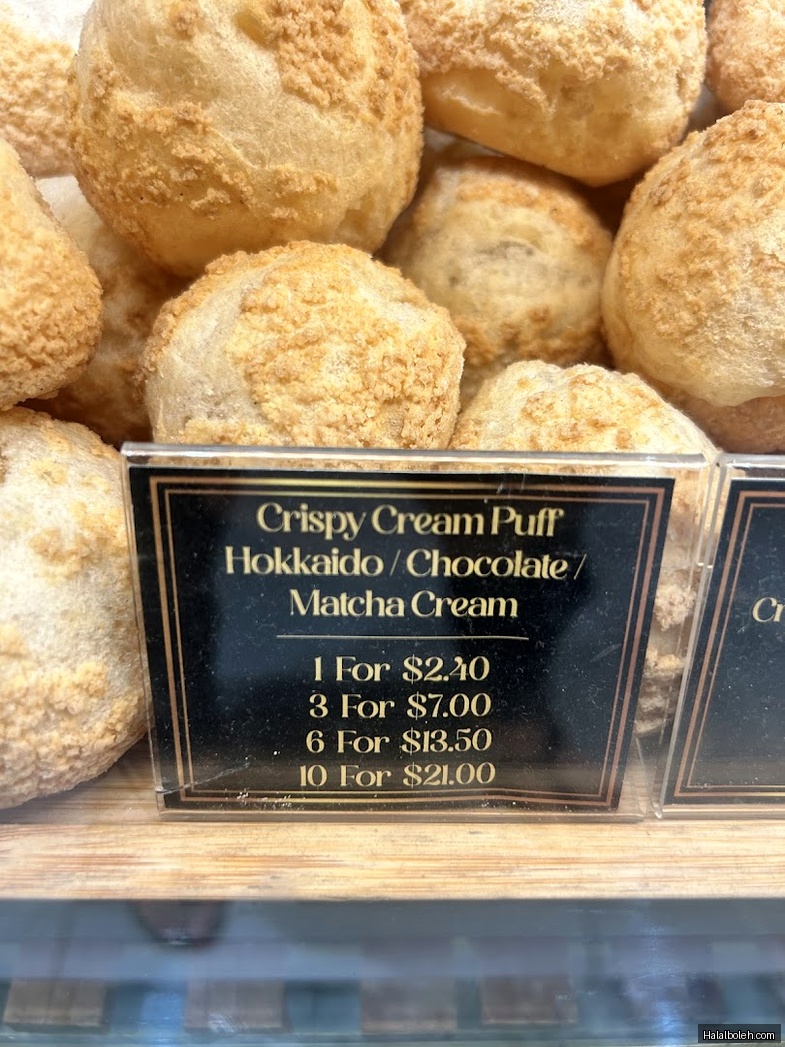 Crispy Cream Puff
Hokkaido / Chocolate /
Matcha Cream
1 For $2.40
3 For $7.00
6 For $13.50
10 For $21.00
Halalboleh.com